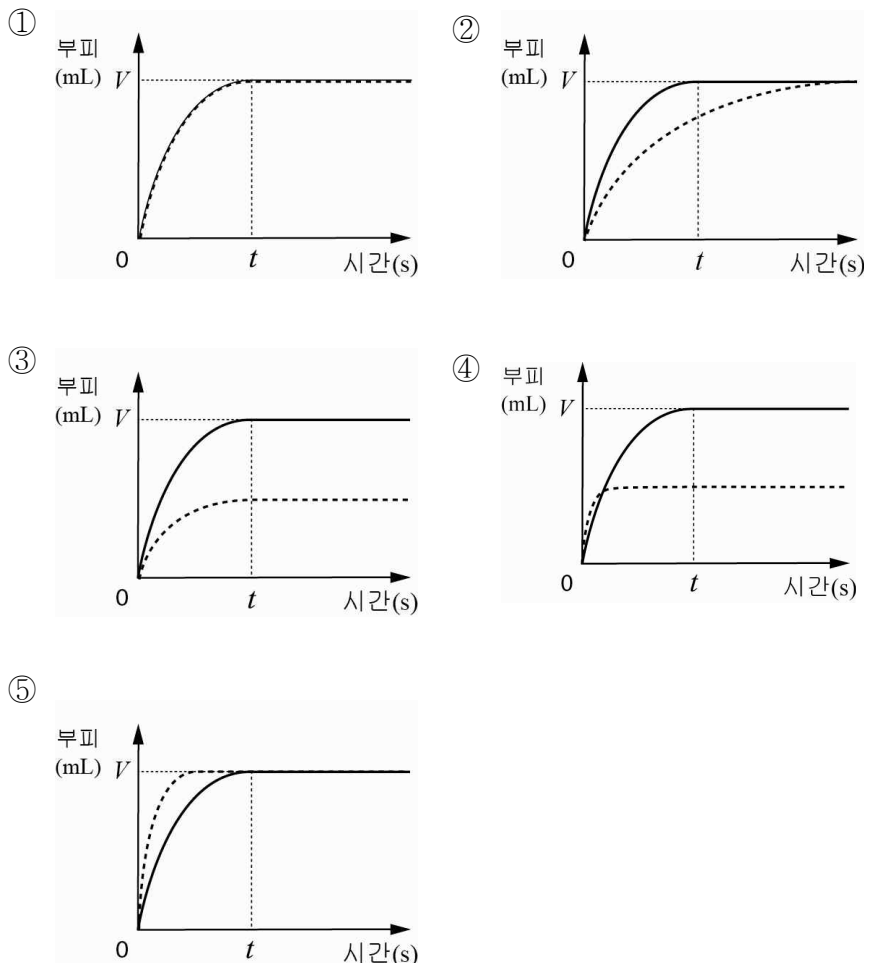 ①
부피
(mL) V
0 t 시간(s)
②
부피
(mL) V
0 t 시간(s)
③
부피
(mL) V
0 t 시간(s)
④
부피
(mL) V
0 t 시간(s)
⑤
부피
(mL) V
0 t 시간(s)